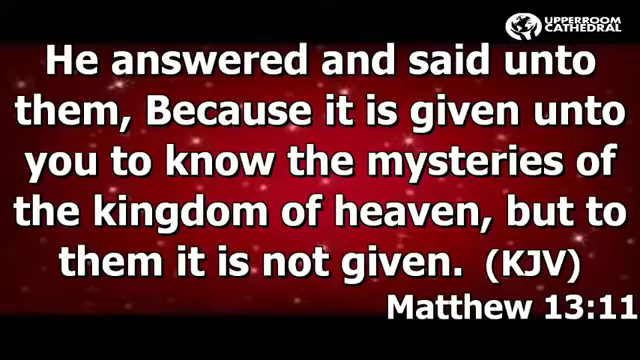 UPPERROOM
CATHEDRAL
He answered and said unto
them, Because it is given unto
you to know the mysteries of
the kingdom of heaven, but to
them it is not given. (KJV)
Matthew 13:11